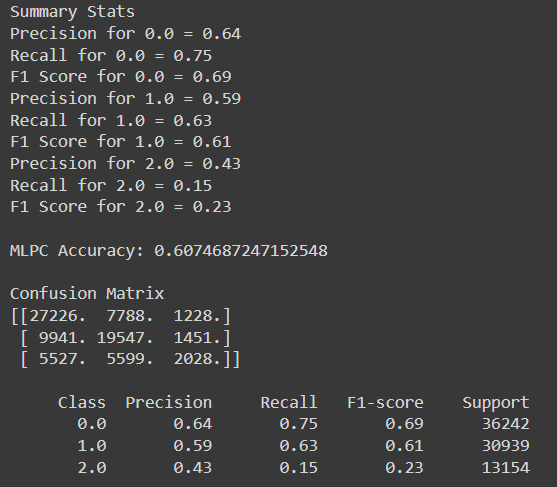 Summary Stats
Precision for 0.0 = 0.64
Recall for 0.0 = 0.75
F1 Score for 0.0 = 0.69
Precision for 1.0 = 0.59
Recall for 1.0 = 0.63
F1 Score for 1.0 = 0.61
Precision for 2.0 = 0.43
Recall for 2.0 = 0.15
F1 Score for 2.0 = 0.23
MLPC Accuracy: 0.6074687247152548
Confusion Matrix
[[27226. 7788. 1228.]
[ 9941. 19547. 1451.]
[ 5527. 5599. 2028.]]
Class Precision Recall F1-score Support
0.0 0.64 0.75 0.69 36242
1.0 0.59 0.63 0.61 30939
2.0 0.43 0.15 0.23 13154